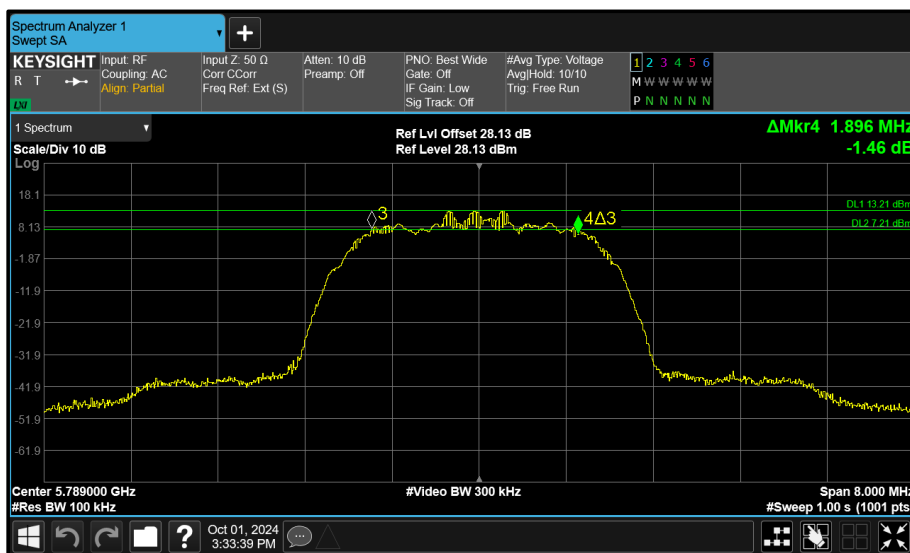 Spectrum Analyzer 1
Swept SA
KEYSIGHT
R T
LXI
Input: RF
Coupling: AC
Align: Partial
Input Z: 50 Ω
Corr CCorr
Freq Ref: Ext (S)
Atten: 10 dB
Preamp: Off
PNO: Best Wide
Gate: Off
IF Gain: Low
Sig Track: Off
#Avg Type: Voltage
Avg|Hold: 10/10
Trig: Free Run
1 2 3 4 5 6
M W W W W W
P N N N N N
1 Spectrum
Scale/Div 10 dB
Log
Ref Lvl Offset 28.13 dB
Ref Level 28.13 dBm
ΔMkr4 1.896 MHz
-1.46 dB
18.1
8.13
-1.87
-11.9
-21.9
-31.9
-41.9
-51.9
-61.9
DL1 13.21 dBm
DL2 7.21 dBm
3
4Δ3
Center 5.789000 GHz
#Res BW 100 kHz
#Video BW 300 kHz
Span 8.000 MHz
#Sweep 1.00 s (1001 pts
?
Oct 01, 2024
3:33:39 PM